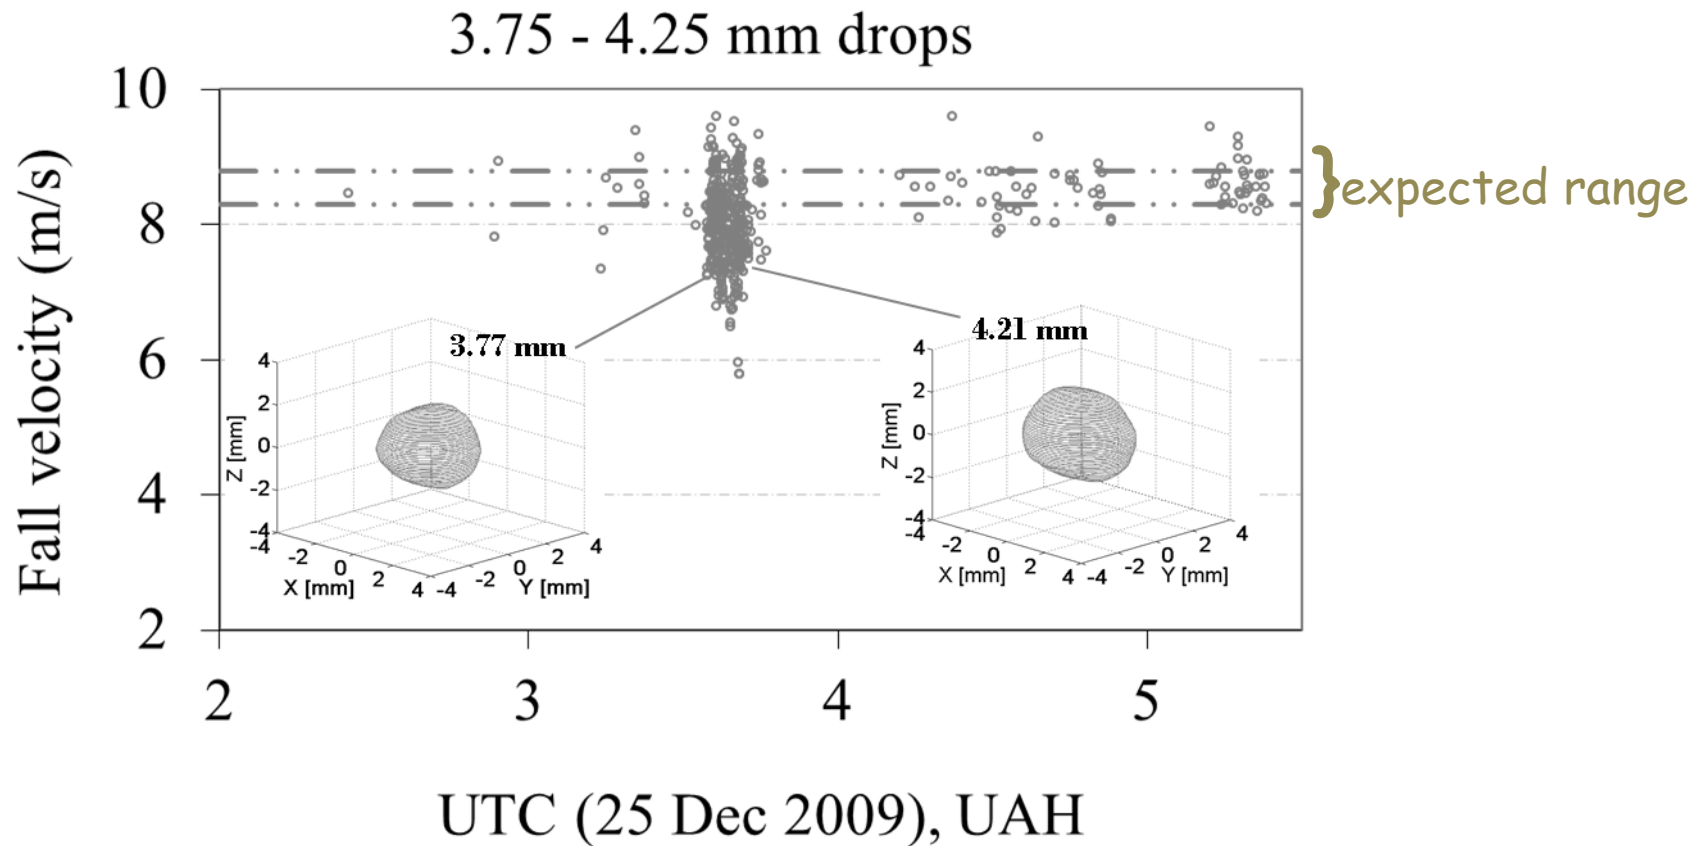 3.75 - 4.25 mm drops
10
8
6
4
2
Fall velocity (m/s)
} expected range
3.77 mm
4
2
0
-2
-4
Z [mm]
-4 -2 0 2 4
X [mm]
-4 -2 0 2 4
Y [mm]
4.21 mm
4
2
0
-2
-4
Z [mm]
-4 -2 0 2 4
X [mm]
-4 -2 0 2 4
Y [mm]
2 3 4 5
UTC (25 Dec 2009), UAH